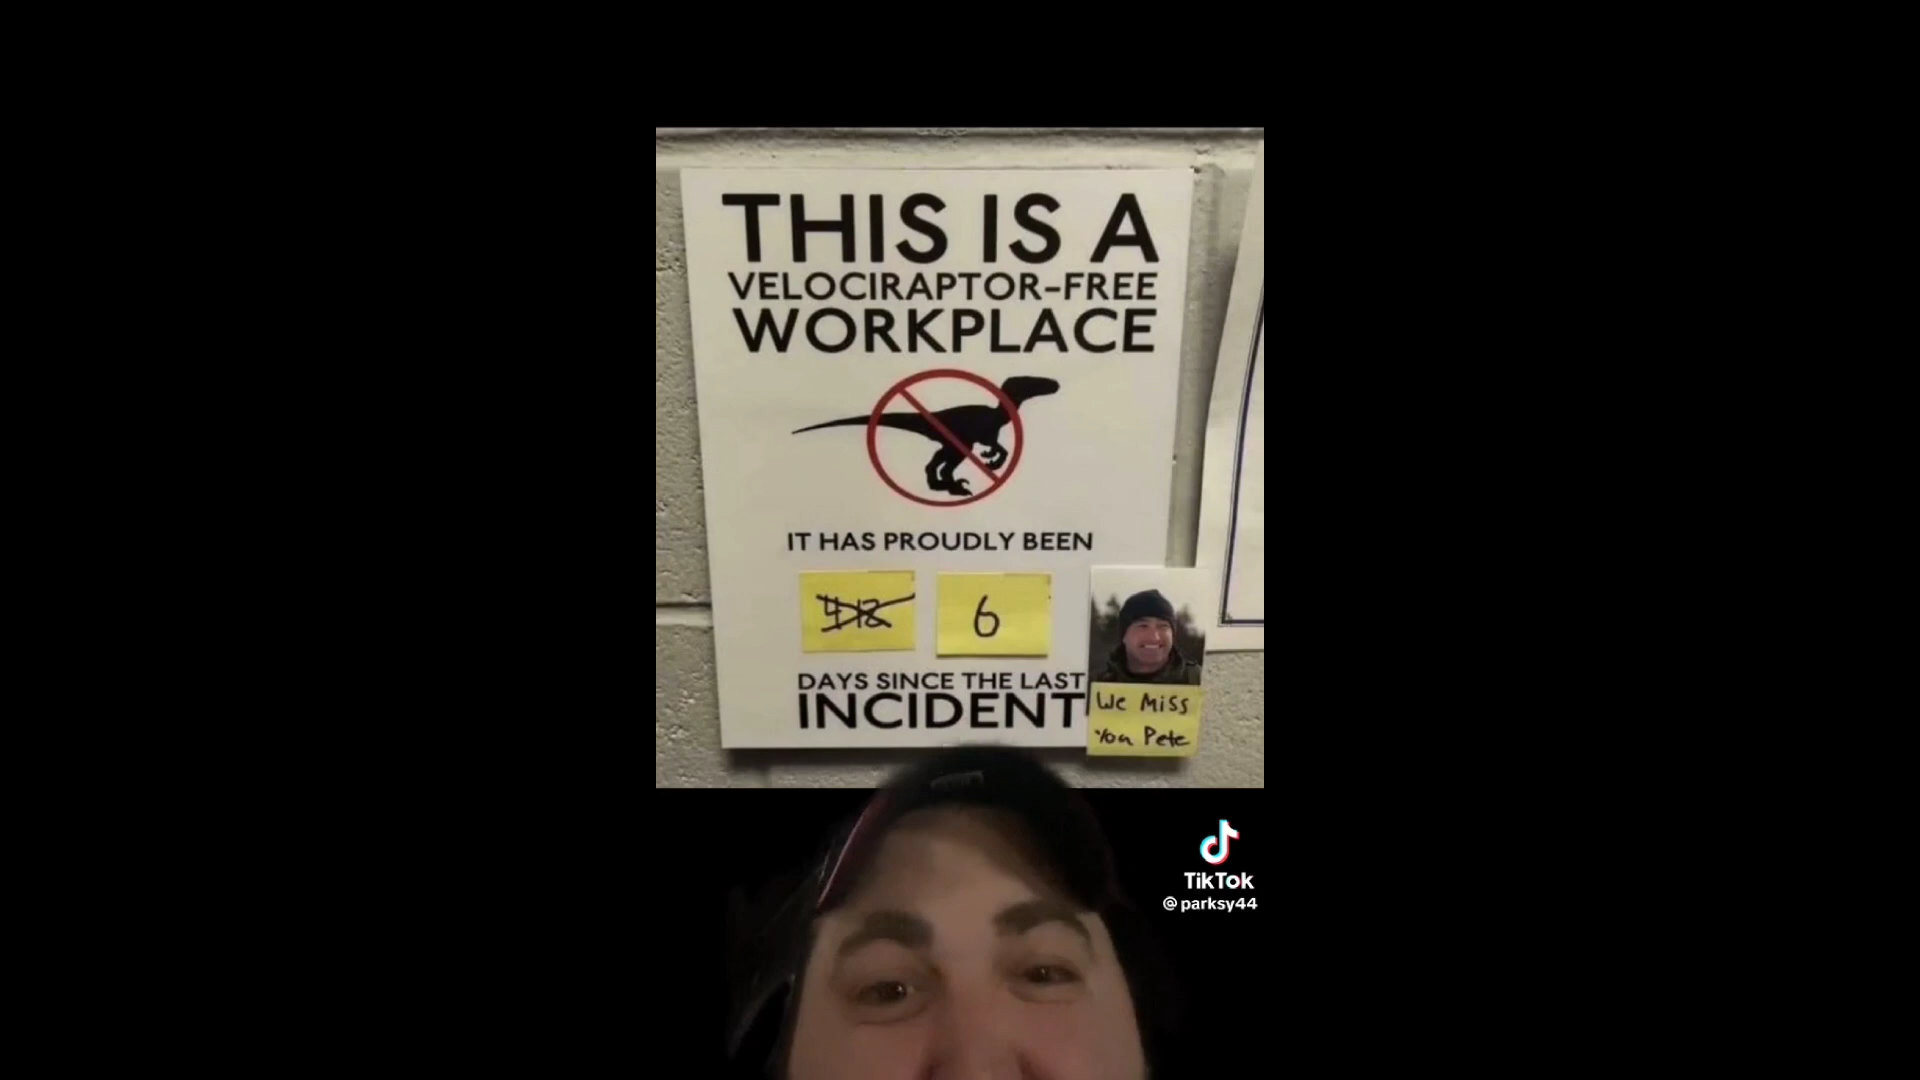 THIS IS A
VELOCIRAPTOR-FREE
WORKPLACE
IT HAS PROUDLY BEEN
412
6
DAYS SINCE THE LAST
INCIDENT
We Miss
You Pete
TikTok
@parksy44